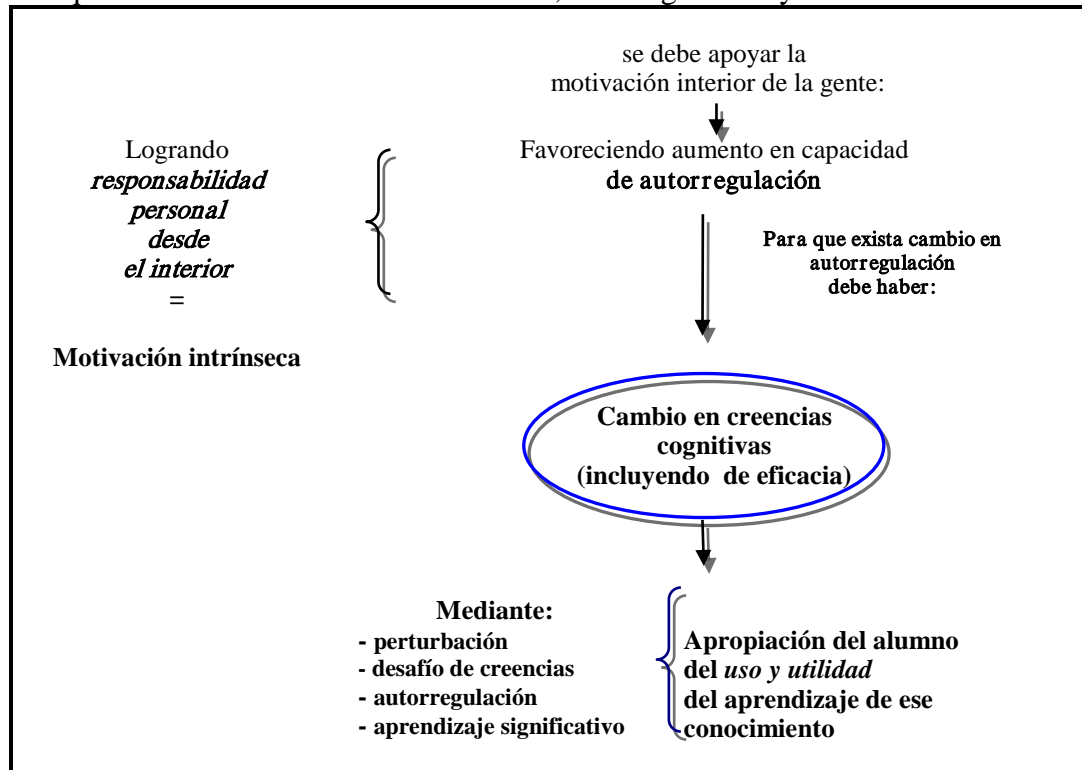 se debe apoyar la
motivación interior de la gente:
Logrando
responsabilidad
personal
desde
el interior
=
Motivación intrínseca
Favoreciendo aumento en capacidad
de autorregulación
Para que exista cambio en
autorregulación
debe haber:
Cambio en creencias
cognitivas
(incluyendo de eficacia)
Mediante:
- perturbación
- desafío de creencias
- autorregulación
- aprendizaje significativo
Apropiación del alumno
del uso y utilidad
del aprendizaje de ese
conocimiento